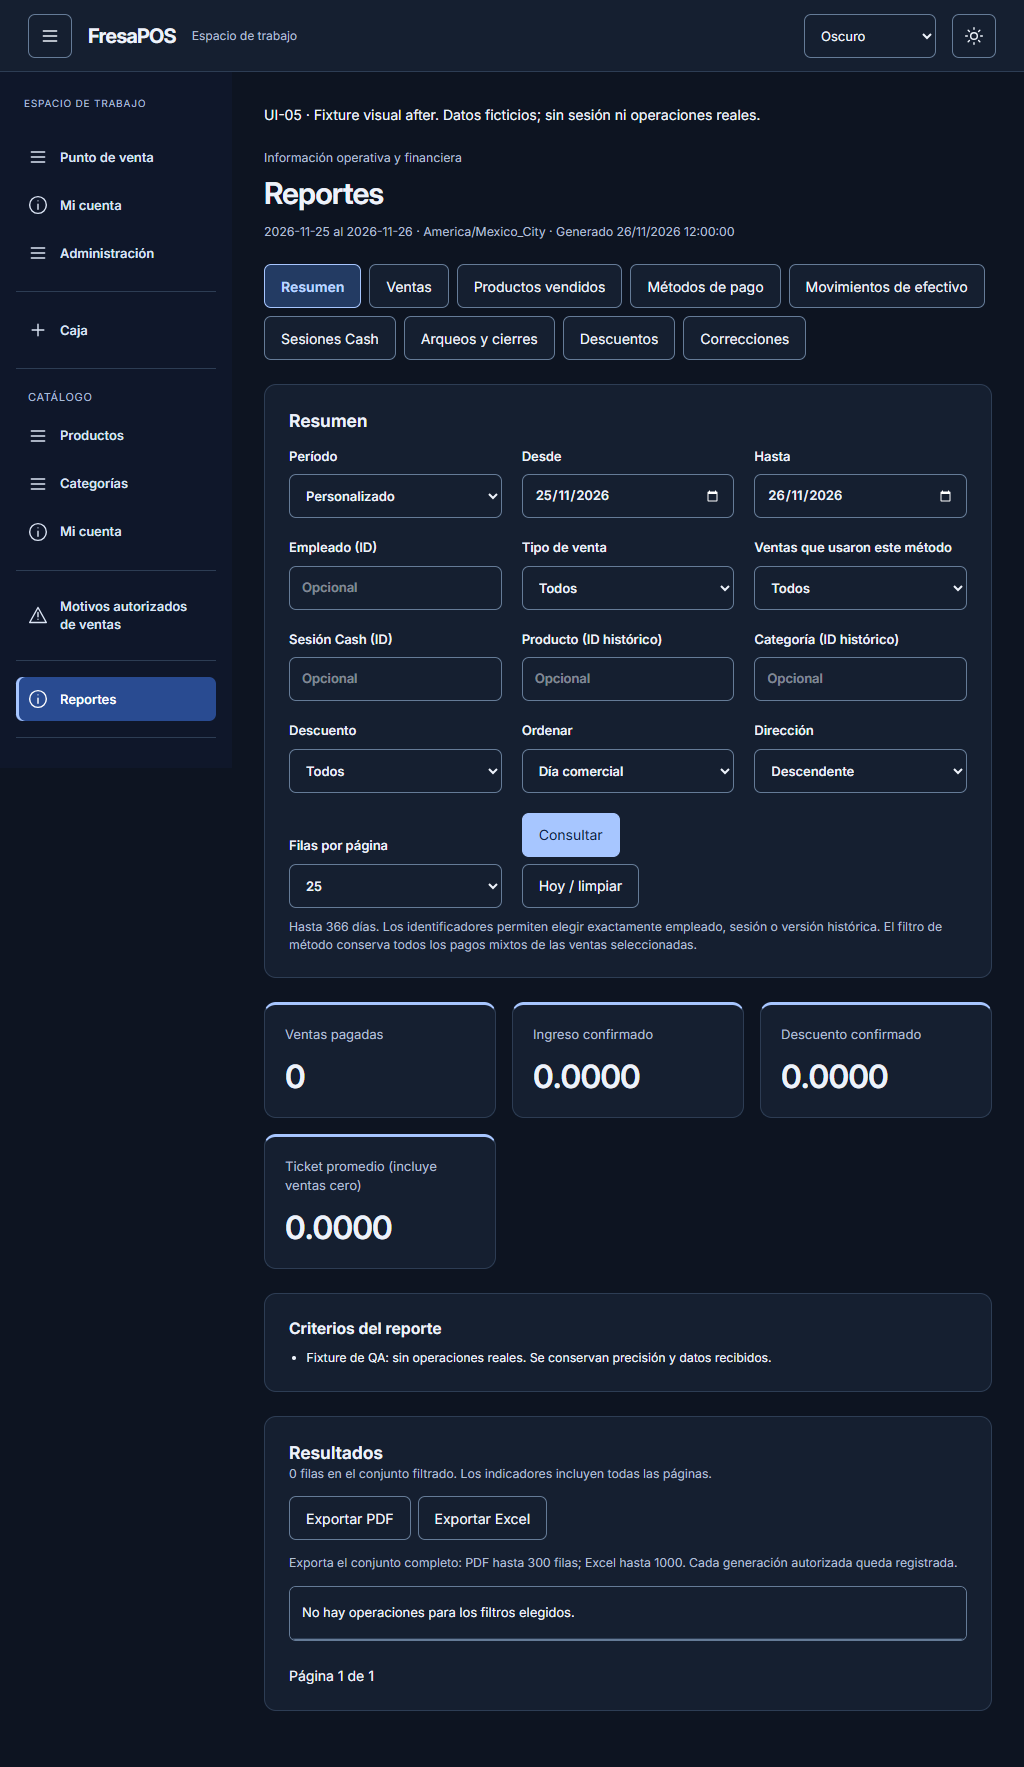 FresaPOS
Espacio de trabajo
Oscuro
ESPACIO DE TRABAJO
Punto de venta
Mi cuenta
Administración
Caja
CATÁLOGO
Productos
Categorías
Mi cuenta
Motivos autorizados
de ventas
Reportes
UI-05 · Fixture visual after. Datos ficticios; sin sesión ni operaciones reales.
Información operativa y financiera
Reportes
2026-11-25 al 2026-11-26 · America/Mexico_City · Generado 26/11/2026 12:00:00
Resumen Ventas Productos vendidos Métodos de pago Movimientos de efectivo
Sesiones Cash Arqueos y cierres Descuentos Correcciones
Resumen
Período Desde Hasta
Personalizado 25/11/2026 26/11/2026
Empleado (ID) Tipo de venta Ventas que usaron este método
Opcional Todos Todos
Sesión Cash (ID) Producto (ID histórico) Categoría (ID histórico)
Opcional Opcional Opcional
Descuento Ordenar Dirección
Todos Día comercial Descendente
Consultar
Filas por página
25 Hoy / limpiar
Hasta 366 días. Los identificadores permiten elegir exactamente empleado, sesión o versión histórica. El filtro de
método conserva todos los pagos mixtos de las ventas seleccionadas.
Ventas pagadas Ingreso confirmado Descuento confirmado
0 0.0000 0.0000
Ticket promedio (incluye
ventas cero)
0.0000
Criterios del reporte
• Fixture de QA: sin operaciones reales. Se conservan precisión y datos recibidos.
Resultados
0 filas en el conjunto filtrado. Los indicadores incluyen todas las páginas.
Exportar PDF Exportar Excel
Exporta el conjunto completo: PDF hasta 300 filas; Excel hasta 1000. Cada generación autorizada queda registrada.
No hay operaciones para los filtros elegidos.
Página 1 de 1